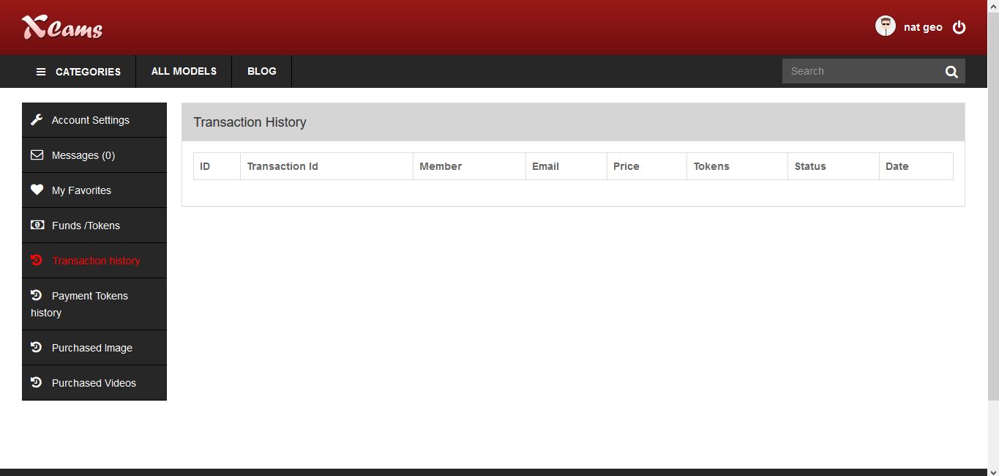 XCams
nat geo
CATEGORIES
ALL MODELS
BLOG
Search
Account Settings
Messages (0)
My Favorites
Funds /Tokens
Transaction history
Payment Tokens
history
Purchased Image
Purchased Videos
Transaction History
ID Transaction Id Member Email Price Tokens Status Date